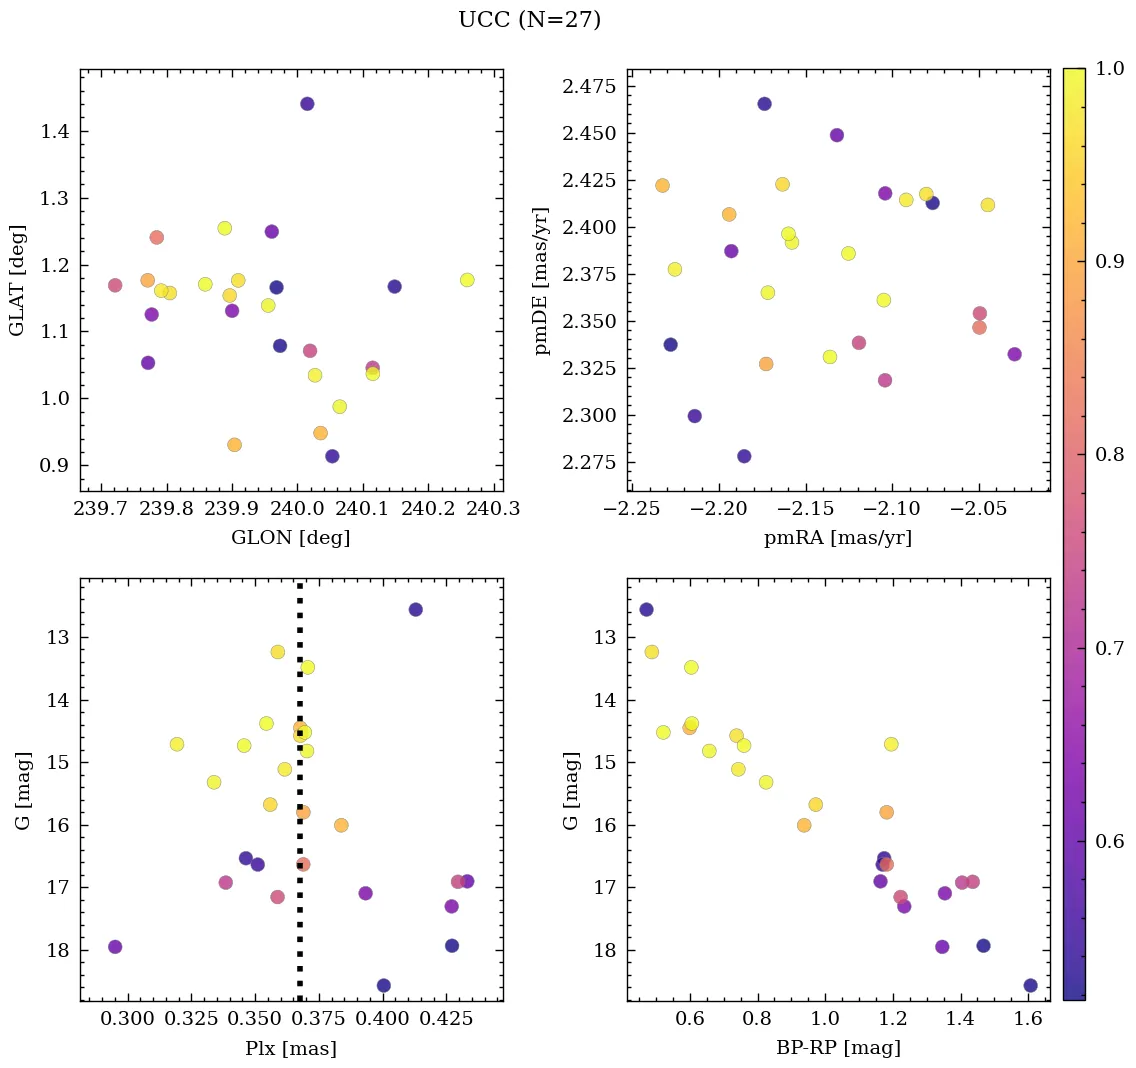 UCC (N=27)
1.4
1.3
1.2
1.1
1.0
0.9
GLAT [deg]
239.7 239.8 239.9 240.0 240.1 240.2 240.3
GLON [deg]
2.475
2.450
2.425
2.400
2.375
2.350
2.325
2.300
2.275
pmDE [mas/yr]
−2.25 −2.20 −2.15 −2.10 −2.05
pmRA [mas/yr]
13
14
15
16
17
18
G [mag]
0.300 0.325 0.350 0.375 0.400 0.425
Plx [mas]
13
14
15
16
17
18
G [mag]
0.6 0.8 1.0 1.2 1.4 1.6
BP-RP [mag]
1.0
0.9
0.8
0.7
0.6